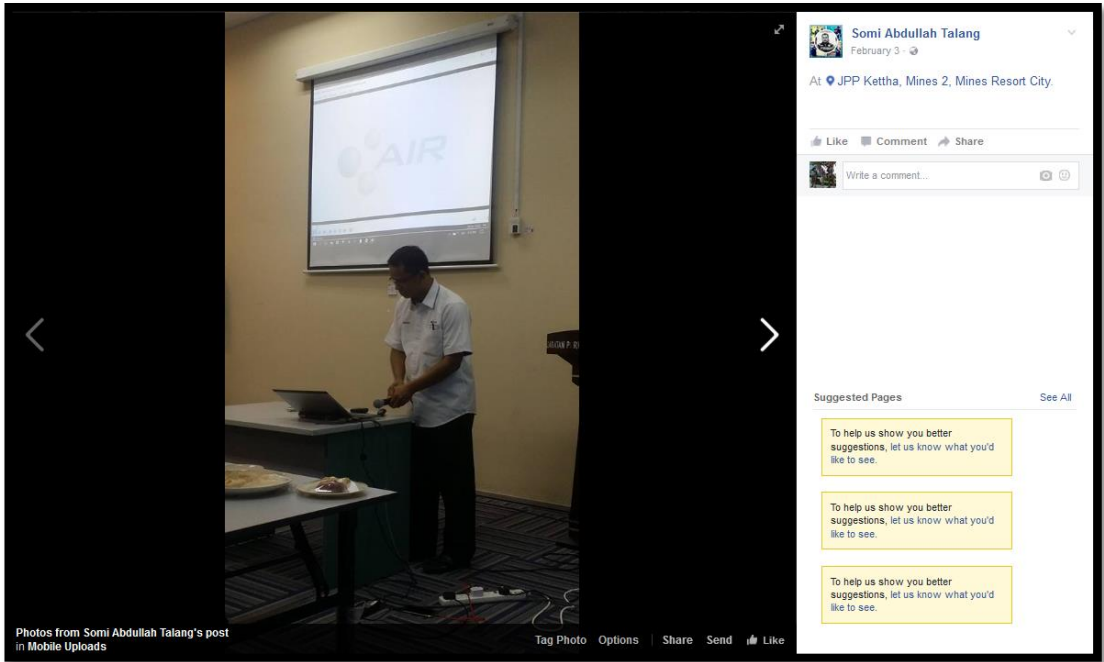 AIR
Somi Abdullah Talang
February 3 ·
At JPP Kettha, Mines 2, Mines Resort City.
Like Comment Share
Write a comment...
Suggested Pages See All
To help us show you better
suggestions, let us know what you'd
like to see.
To help us show you better
suggestions, let us know what you'd
like to see.
To help us show you better
suggestions, let us know what you'd
like to see.
Photos from Somi Abdullah Talang's post
in Mobile Uploads
Tag Photo Options Share Send Like